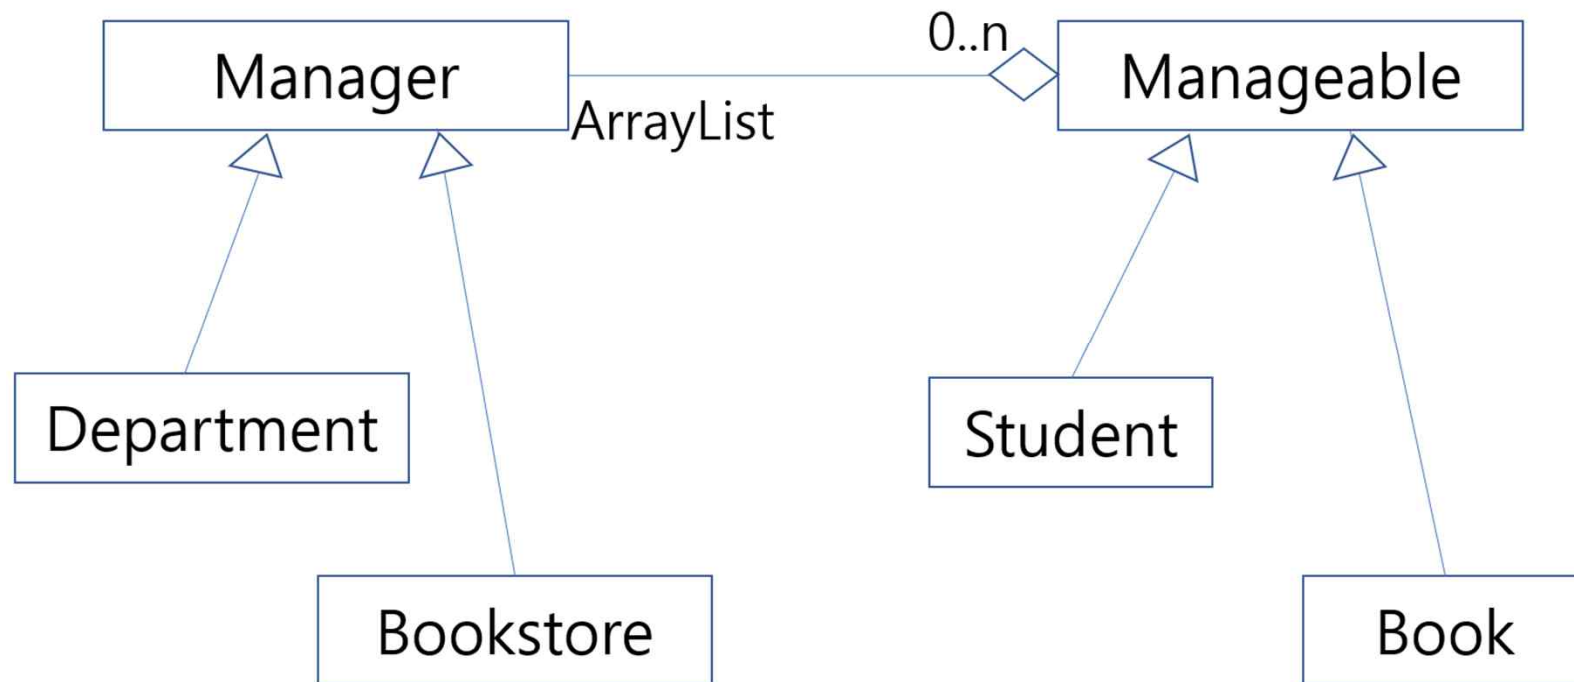 Manager
0..n
Manageable
ArrayList
Department
Student
Bookstore
Book